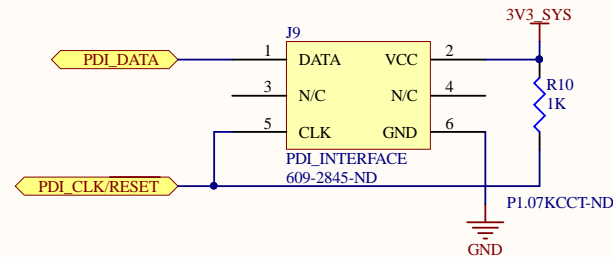 3V3_SYS
J9
PDI_DATA 1 DATA VCC 2
R10
3 N/C N/C 4
1K
5 CLK GND 6
PDI_INTERFACE
609-2845-ND
PDI_CLK/RESET
P1.07KCCT-ND
GND